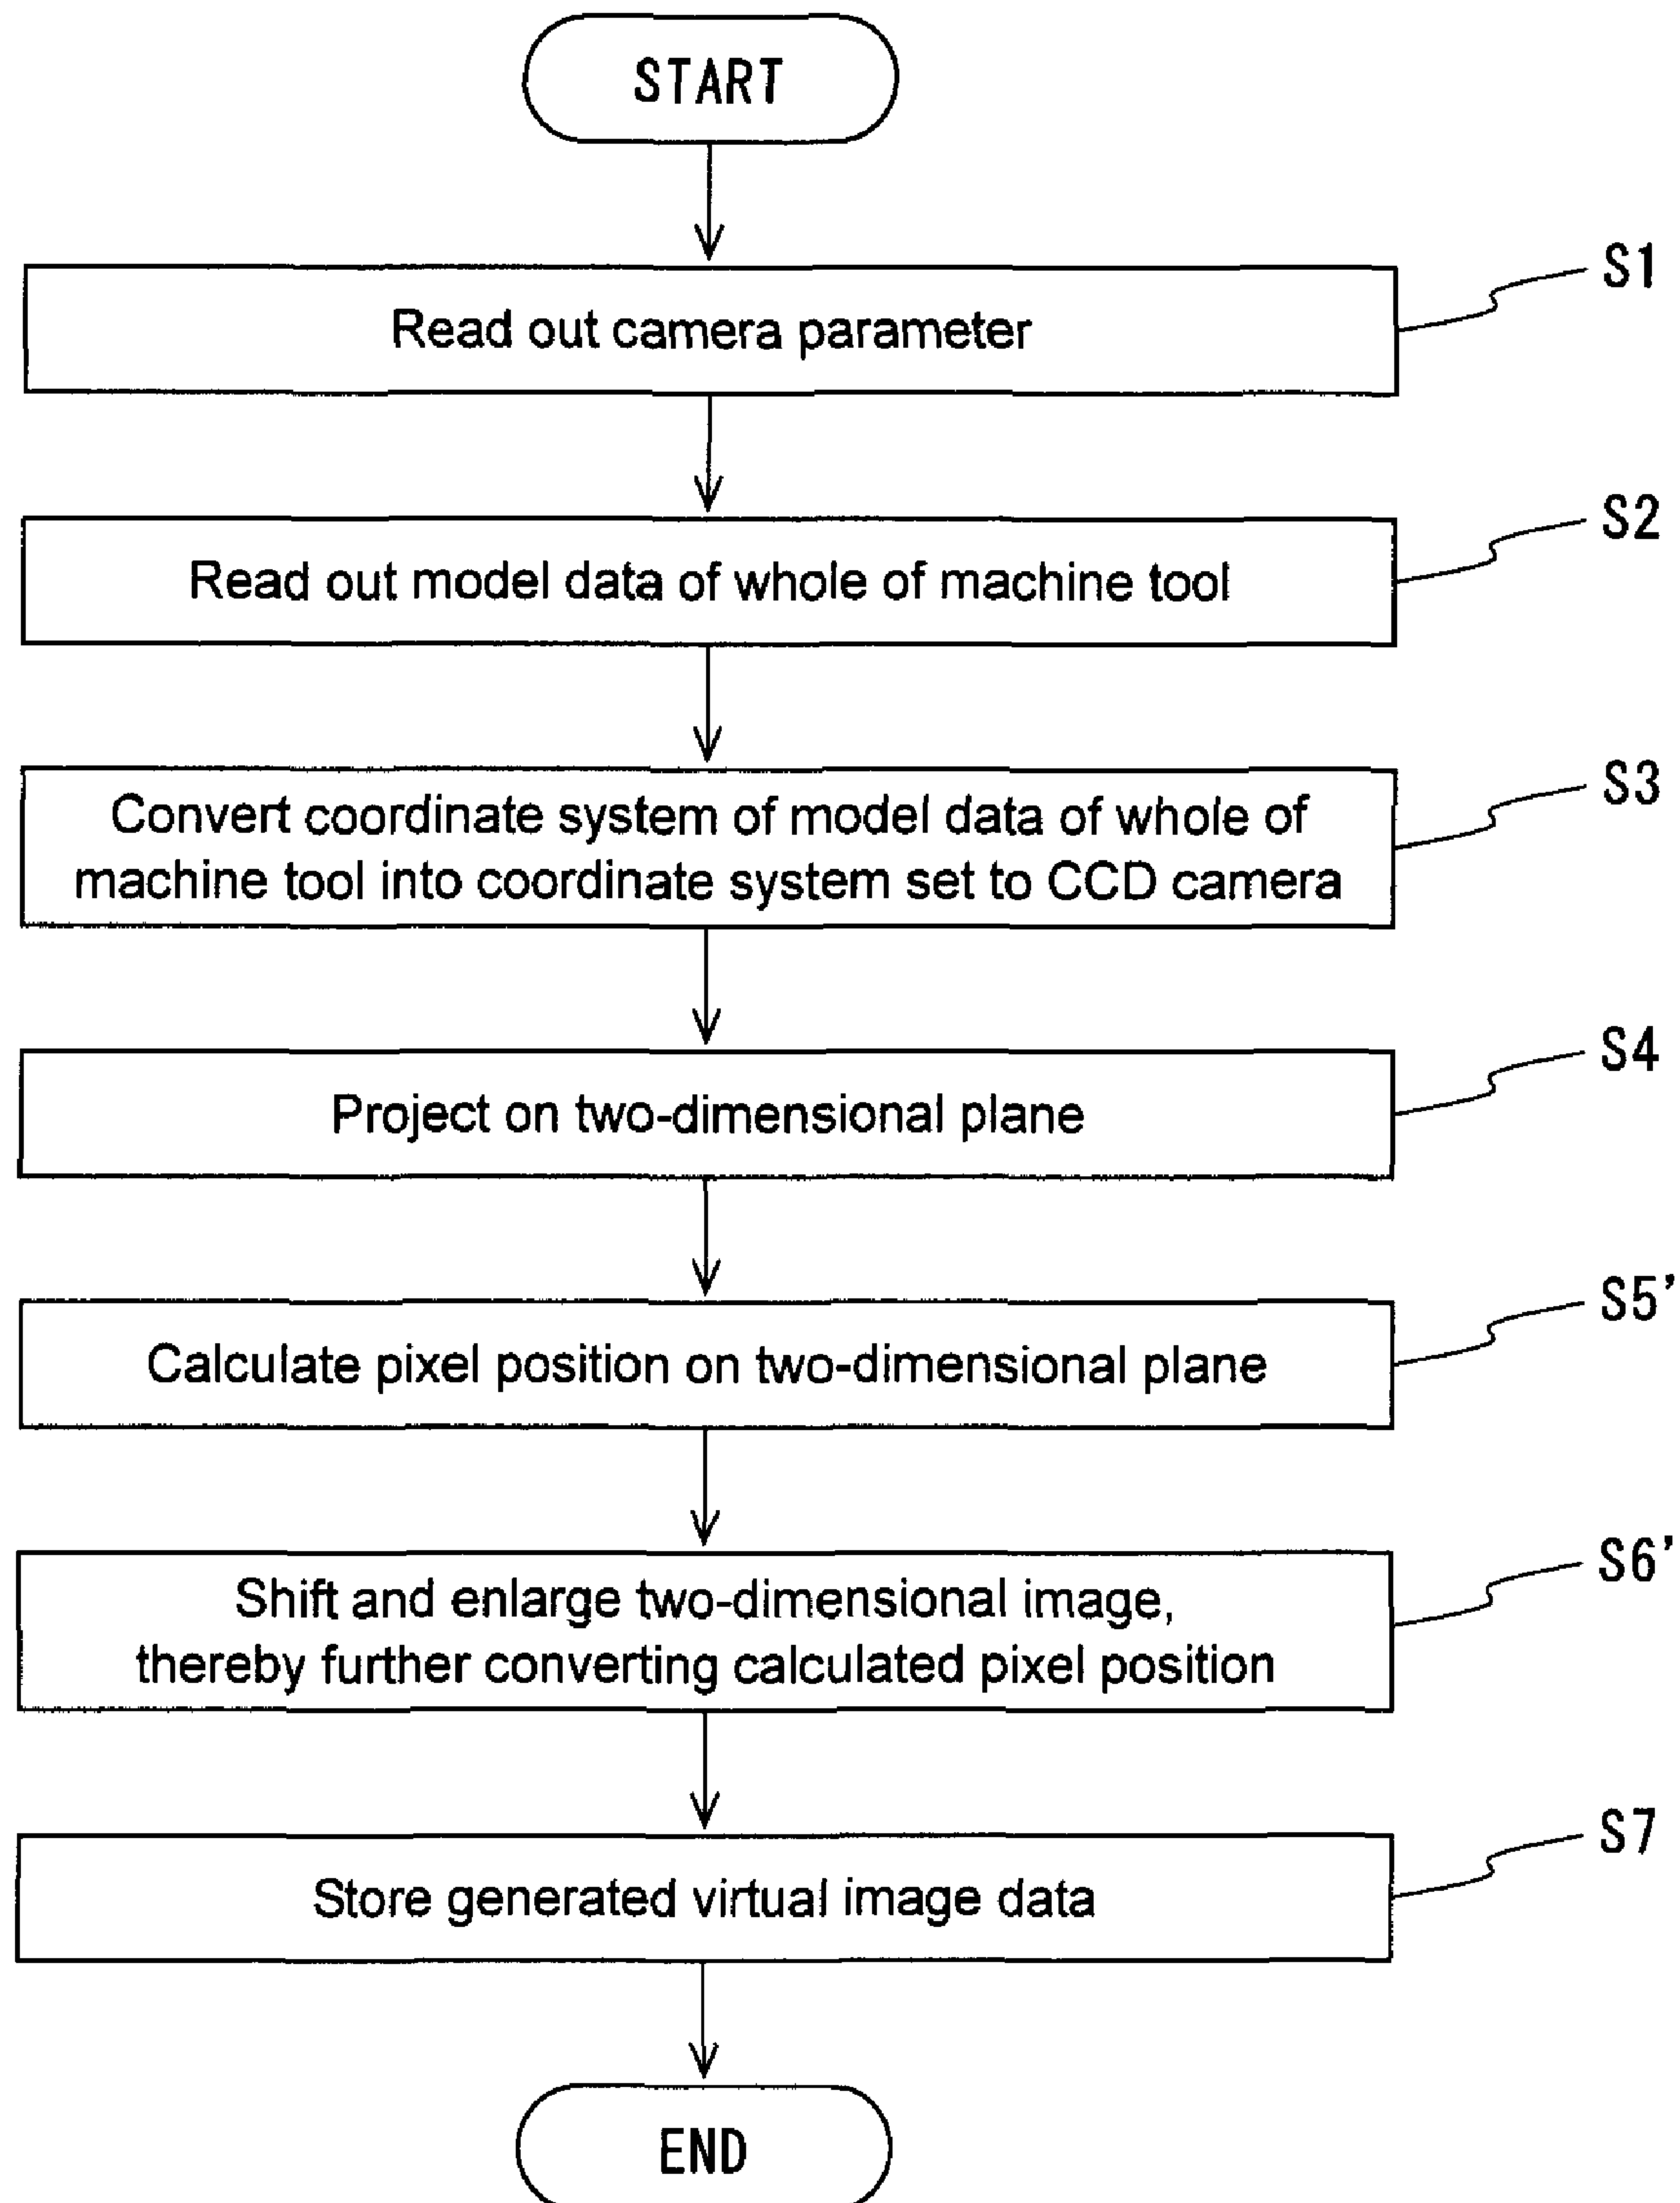 START
S1
Read out camera parameter
S2
Read out model data of whole of machine tool
S3
Convert coordinate system of model data of whole of
machine tool into coordinate system set to CCD camera
S4
Project on two-dimensional plane
S5'
Calculate pixel position on two-dimensional plane
S6'
Shift and enlarge two-dimensional image,
thereby further converting calculated pixel position
S7
Store generated virtual image data
END